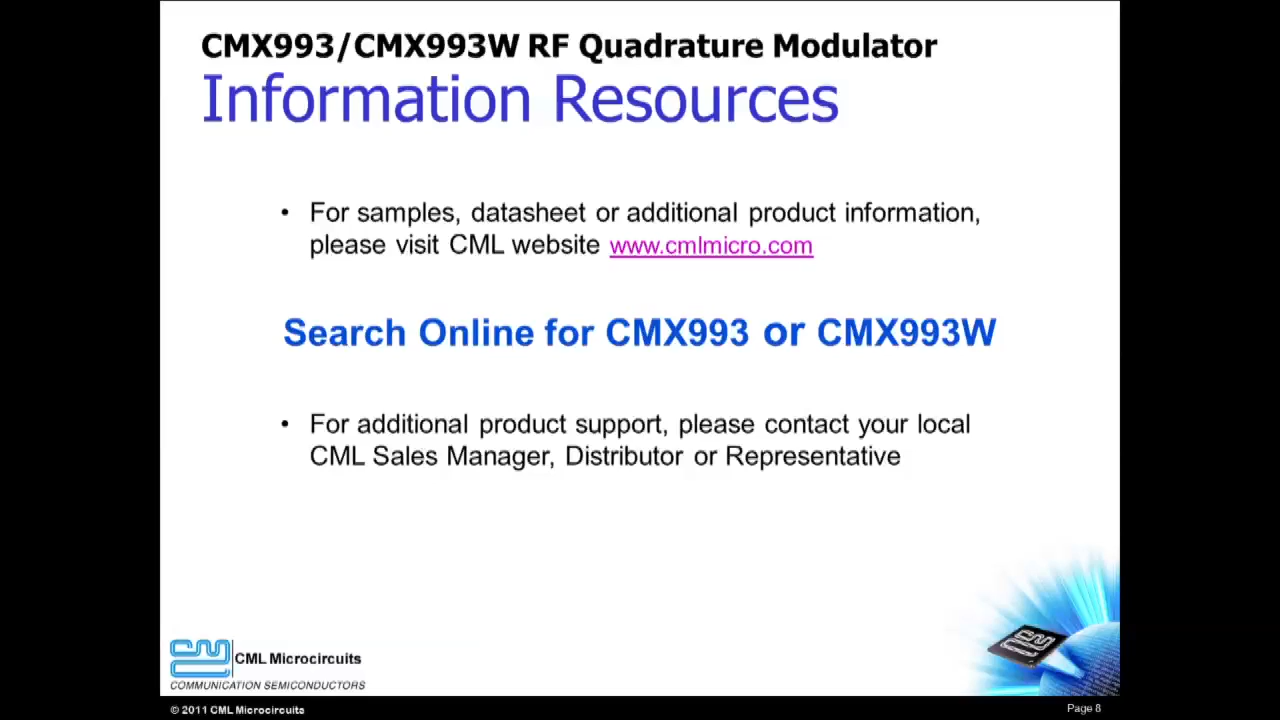 CMX993/CMX993W RF Quadrature Modulator
Information Resources
• For samples, datasheet or additional product information,
please visit CML website www.cmlmicro.com
Search Online for CMX993 or CMX993W
• For additional product support, please contact your local
CML Sales Manager, Distributor or Representative
CML Microcircuits
COMMUNICATION SEMICONDUCTORS
© 2011 CML Microcircuits
Page 8